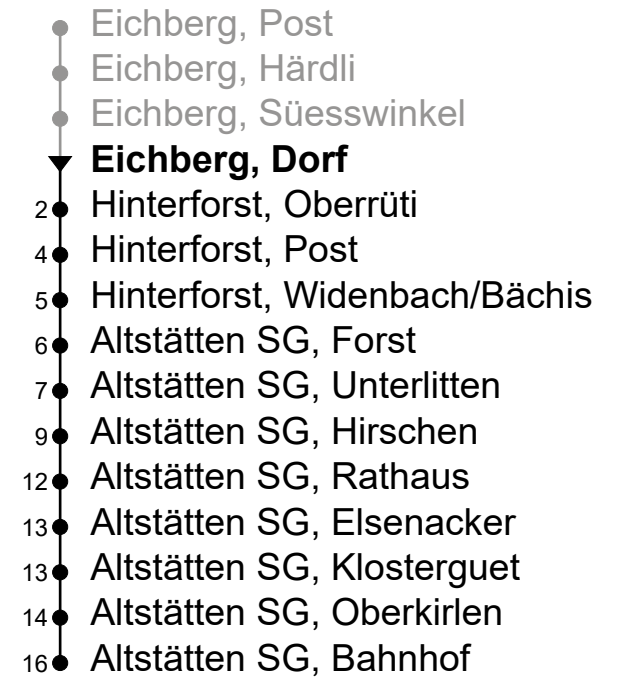 Eichberg, Post
Eichberg, Härdli
Eichberg, Süesswinkel
Eichberg, Dorf
2 Hinterforst, Oberrüti
4 Hinterforst, Post
5 Hinterforst, Widenbach/Bächis
6 Altstätten SG, Forst
7 Altstätten SG, Unterlitten
9 Altstätten SG, Hirschen
12 Altstätten SG, Rathaus
13 Altstätten SG, Elsenacker
13 Altstätten SG, Klosterguet
14 Altstätten SG, Oberkirlen
16 Altstätten SG, Bahnhof